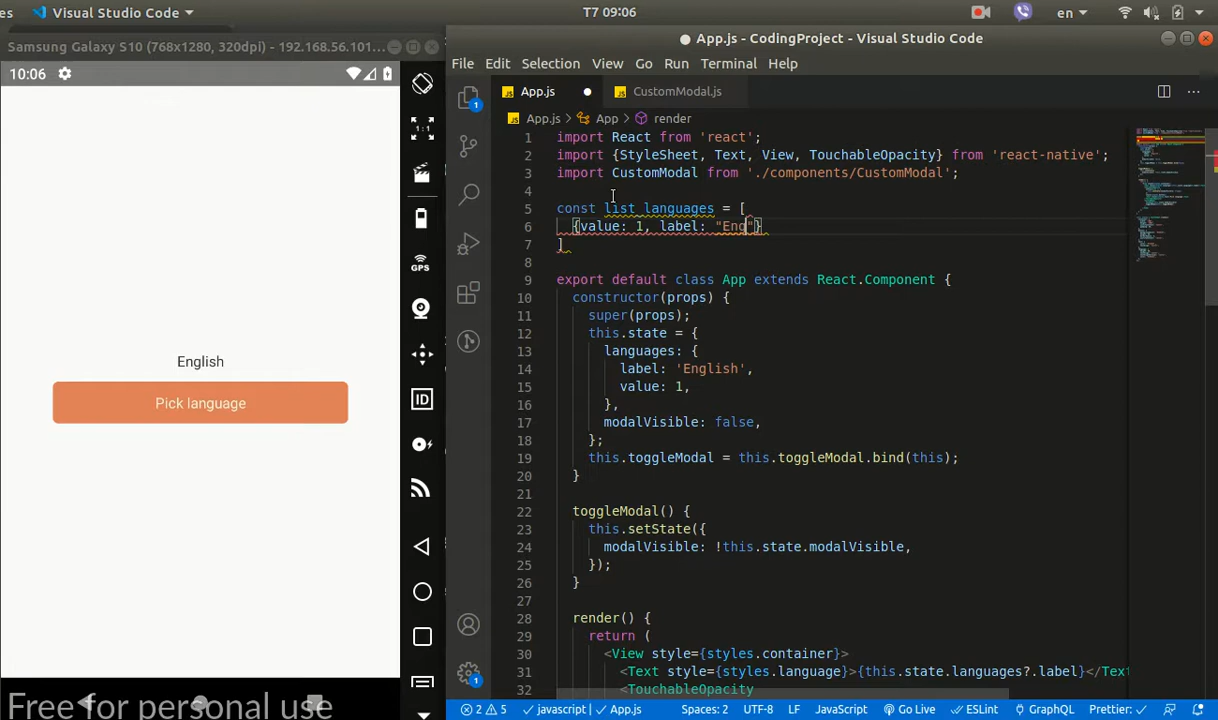 es
Visual Studio Code
T7 09:06
en
Samsung Galaxy S10 (768x1280, 320dpi) - 192.168.56.101...
App.js - CodingProject - Visual Studio Code
10:06
File Edit Selection View Go Run Terminal Help
App.js
CustomModal.js
App.js > App > render
1 import React from 'react';
2 import {StyleSheet, Text, View, TouchableOpacity} from 'react-native';
3 import CustomModal from './components/CustomModal';
4
5 const list_languages = [
6 {value: 1, label: "Eng"}
7 ]
8
9 export default class App extends React.Component {
10 constructor(props) {
11 super(props);
12 this.state = {
13 languages: {
14 label: 'English',
15 value: 1,
16 },
17 modalVisible: false,
18 };
19 this.toggleModal = this.toggleModal.bind(this);
20 }
21
22 toggleModal() {
23 this.setState({
24 modalVisible: !this.state.modalVisible,
25 });
26 }
27
28 render() {
29 return (
30 <View style={styles.container}>
31 <Text style={styles.language}>{this.state.languages?.label}</Text
32 <TouchableOpacity
English
Pick language
1:1
GPS
ID
1
1
Free for personal use
2 5 javascript | App.js Spaces: 2 UTF-8 LF JavaScript Go Live ESLint GraphQL Prettier: